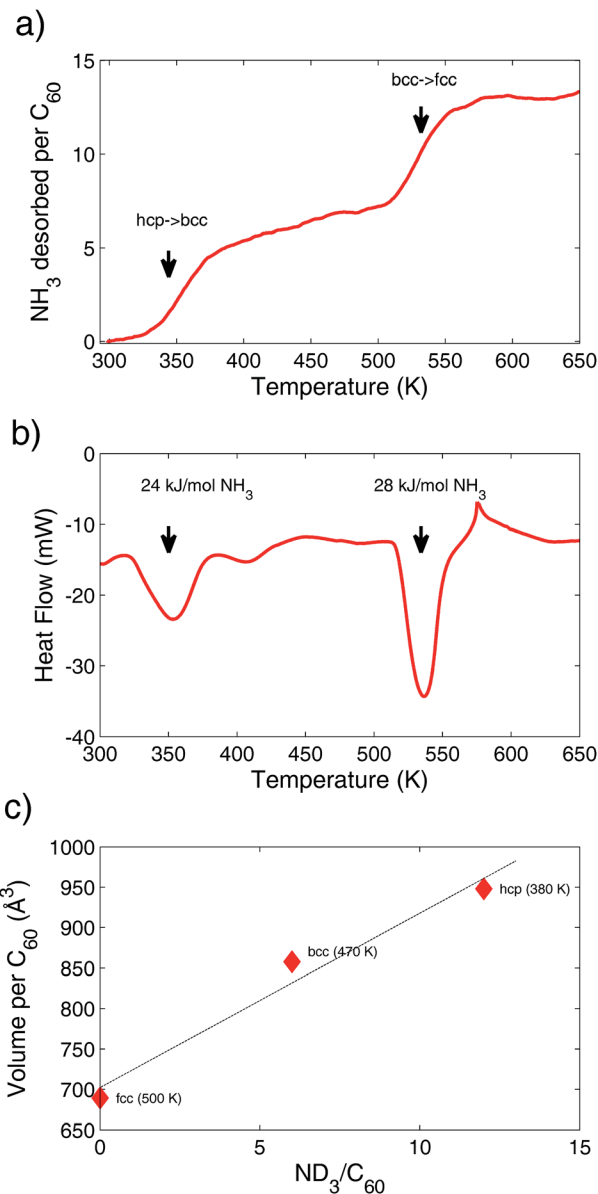 a)
NH3 desorbed per C60
15
10
5
0
bcc->fcc
hcp->bcc
300 350 400 450 500 550 600 650
Temperature (K)
b)
Heat Flow (mW)
0
-10
-20
-30
-40
24 kJ/mol NH3
28 kJ/mol NH3
300 350 400 450 500 550 600 650
Temperature (K)
c)
Volume per C60 (Å3)
1000
950
900
850
800
750
700
650
hcp (380 K)
bcc (470 K)
fcc (500 K)
0 5 10 15
ND3/C60